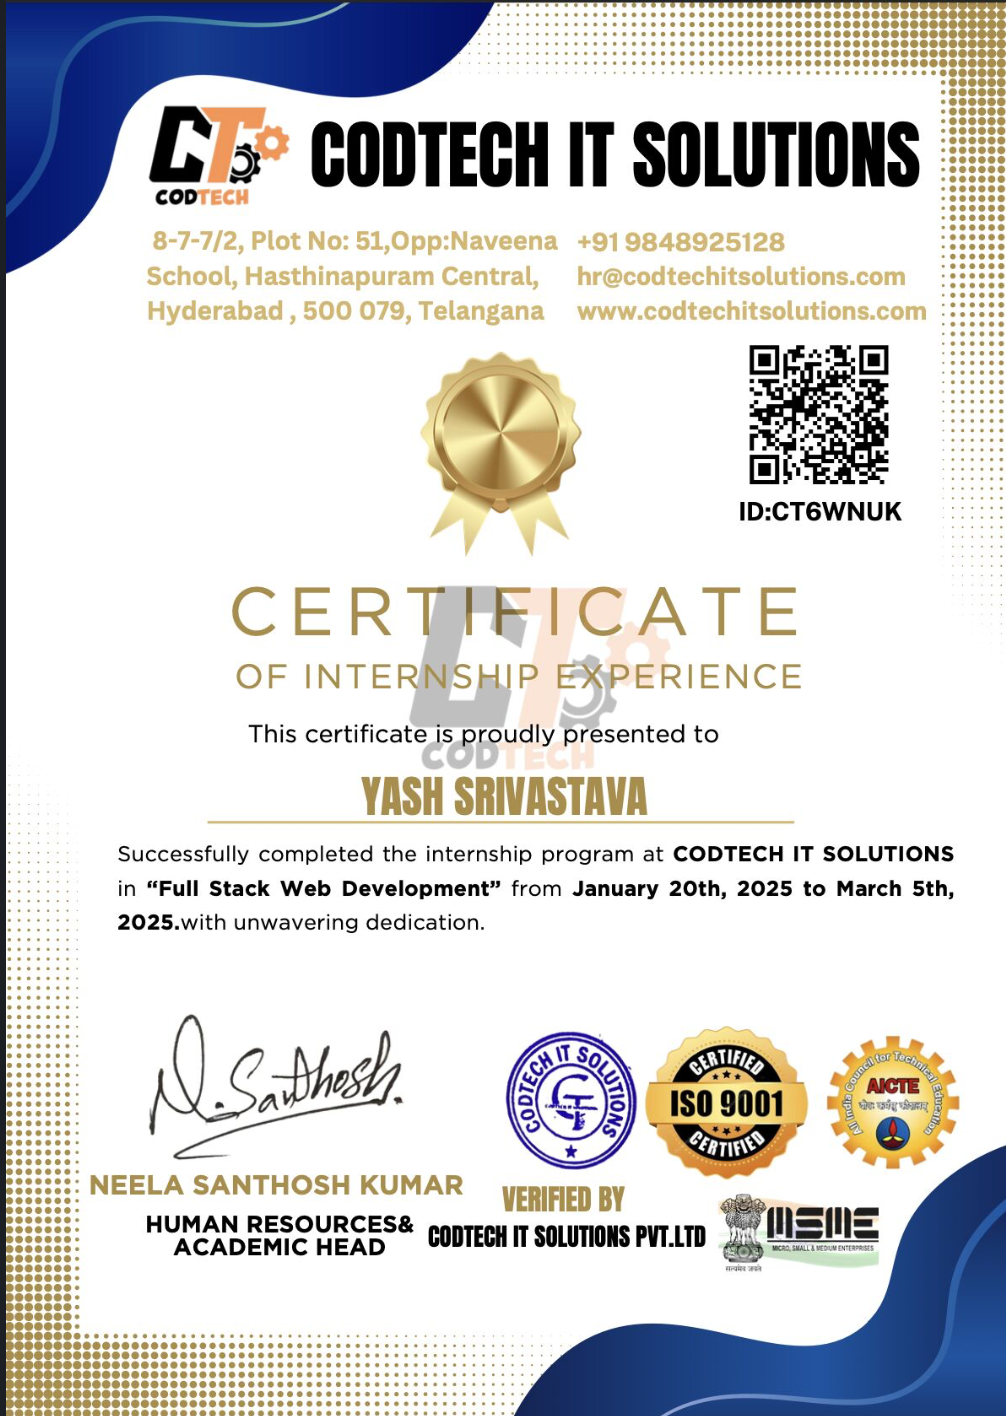 CT
CODTECH
CODTECH IT SOLUTIONS
8-7-7/2, Plot No: 51,Opp:Naveena
School, Hasthinapuram Central,
Hyderabad , 500 079, Telangana
+91 9848925128
hr@codtechitsolutions.com
www.codtechitsolutions.com
ID:CT6WNUK
CERTIFICATE
OF INTERNSHIP EXPERIENCE
This certificate is proudly presented to
CT
CODTECH
YASH SRIVASTAVA
Successfully completed the internship program at CODTECH IT SOLUTIONS
in “Full Stack Web Development” from January 20th, 2025 to March 5th,
2025.with unwavering dedication.
N.Santhosh.
NEELA SANTHOSH KUMAR
HUMAN RESOURCES&
ACADEMIC HEAD
CODTECH IT SOLUTIONS
VERIFIED BY
CODTECH IT SOLUTIONS PVT.LTD
CERTIFIED
ISO 9001
CERTIFIED
All India Council for Technical Education
AICTE
योगः कर्मसु कौशलम्
सत्यमेव जयते
MSME
MICRO, SMALL & MEDIUM ENTERPRISES